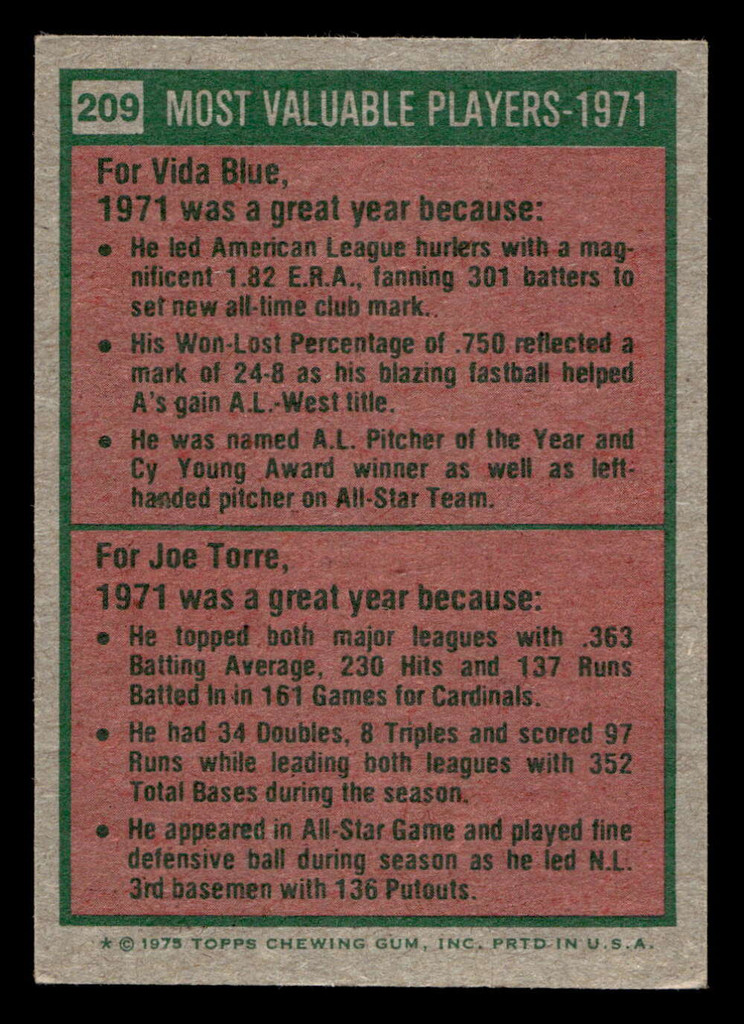 209 MOST VALUABLE PLAYERS-1971
For Vida Blue,
1971 was a great year because:
• He led American League hurlers with a mag-
nificent 1.82 E.R.A., fanning 301 batters to
set new all-time club mark.
• His Won-Lost Percentage of .750 reflected a
mark of 24-8 as his blazing fastball helped
A's gain A.L.-West title.
• He was named A.L. Pitcher of the Year and
Cy Young Award winner as well as left-
handed pitcher on All-Star Team.
For Joe Torre,
1971 was a great year because:
• He topped both major leagues with .363
Batting Average, 230 Hits and 137 Runs
Batted In in 161 Games for Cardinals.
• He had 34 Doubles, 8 Triples and scored 97
Runs while leading both leagues with 352
Total Bases during the season.
• He appeared in All-Star Game and played fine
defensive ball during season as he led N.L.
3rd basemen with 136 Putouts.
* © 1975 TOPPS CHEWING GUM, INC. PRTD-IN U.S.A.